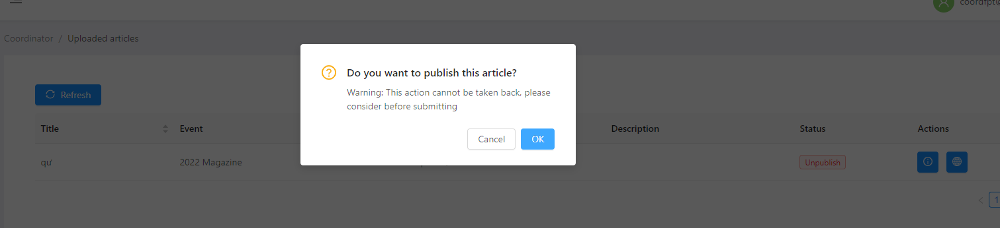 Coordinator / Uploaded articles
Do you want to publish this article?
Warning: This action cannot be taken back, please
consider before submitting
Cancel OK
Refresh
Title Event Description Status Actions
qư 2022 Magazine Unpublish
1